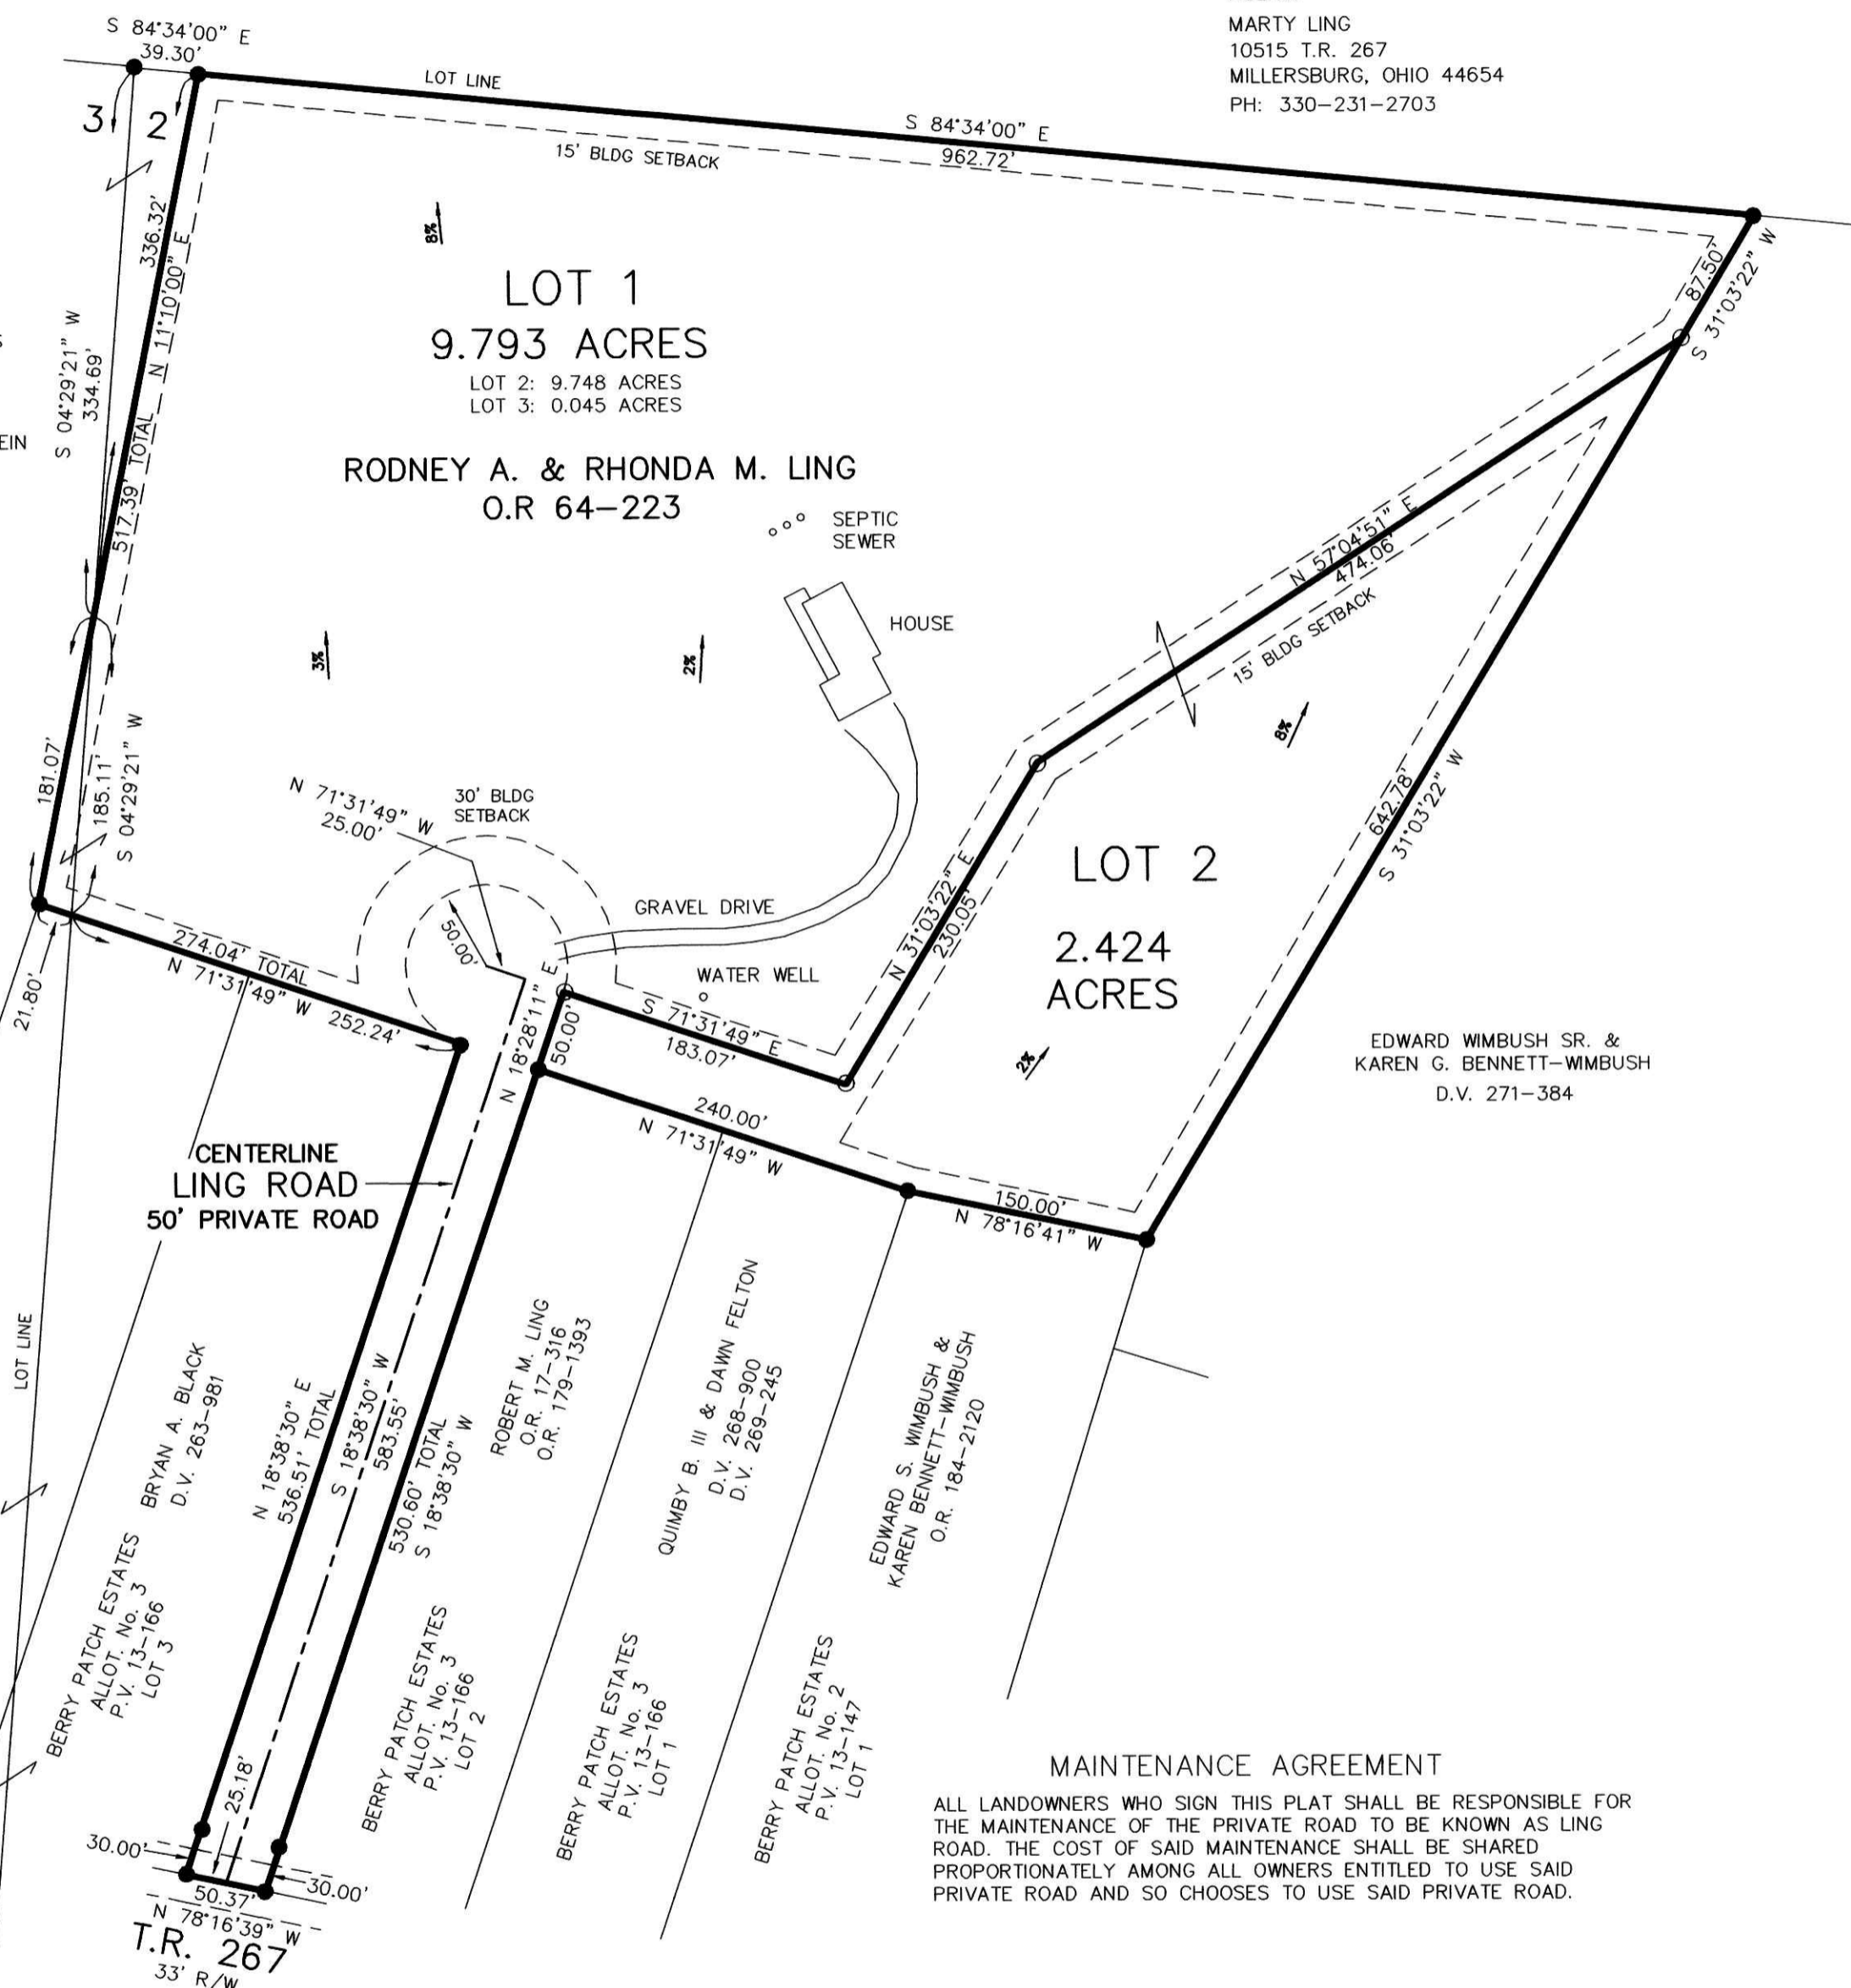 MARTY LING
10515 T.R. 267
MILLERSBURG, OHIO 44654
PH: 330-231-2703
S 84°34'00" E
39.30'
LOT LINE
S 84°34'00" E
962.72'
15' BLDG SETBACK
3
2
336.32'
N 11°10'00" E
517.39' TOTAL
S 04°29'21" W
334.69'
EIN
8%
LOT 1
9.793 ACRES
LOT 2: 9.748 ACRES
LOT 3: 0.045 ACRES
RODNEY A. & RHONDA M. LING
O.R 64-223
SEPTIC
SEWER
HOUSE
3%
2%
87.50'
S 31°03'22" W
N 57°04'51" E
474.06'
15' BLDG SETBACK
8%
642.78'
S 31°03'22" W
181.07'
185.11'
S 04°29'21" W
N 71°31'49" W
25.00'
30' BLDG
SETBACK
50.00'
GRAVEL DRIVE
WATER WELL
N 31°03'22" E
230.05'
LOT 2
2.424
ACRES
2%
274.04' TOTAL
N 71°31'49" W
252.24'
21.80'
N 18°28'11" E
50.00'
S 71°31'49" E
183.07'
240.00'
N 71°31'49" W
150.00'
N 78°16'41" W
EDWARD WIMBUSH SR. &
KAREN G. BENNETT-WIMBUSH
D.V. 271-384
CENTERLINE
LING ROAD
50' PRIVATE ROAD
LOT LINE
BRYAN A. BLACK
D.V. 263-981
N 18°38'30" E
536.51' TOTAL
S 18°38'30" W
583.55'
530.60' TOTAL
S 18°38'30" W
ROBERT M. LING
O.R. 17-316
O.R. 179-1393
QUIMBY B. III & DAWN FELTON
D.V. 268-900
D.V. 269-245
EDWARD S. WIMBUSH &
KAREN BENNETT-WIMBUSH
O.R. 184-2120
BERRY PATCH ESTATES
ALLOT. No. 3
P.V. 13-166
LOT 3
BERRY PATCH ESTATES
ALLOT. No. 3
P.V. 13-166
LOT 2
BERRY PATCH ESTATES
ALLOT. No. 3
P.V. 13-166
LOT 1
BERRY PATCH ESTATES
ALLOT. No. 2
P.V. 13-147
LOT 1
25.18'
30.00'
30.00'
50.37'
N 78°16'39" W
T.R. 267
33' R/W
MAINTENANCE AGREEMENT
ALL LANDOWNERS WHO SIGN THIS PLAT SHALL BE RESPONSIBLE FOR
THE MAINTENANCE OF THE PRIVATE ROAD TO BE KNOWN AS LING
ROAD. THE COST OF SAID MAINTENANCE SHALL BE SHARED
PROPORTIONATELY AMONG ALL OWNERS ENTITLED TO USE SAID
PRIVATE ROAD AND SO CHOOSES TO USE SAID PRIVATE ROAD.